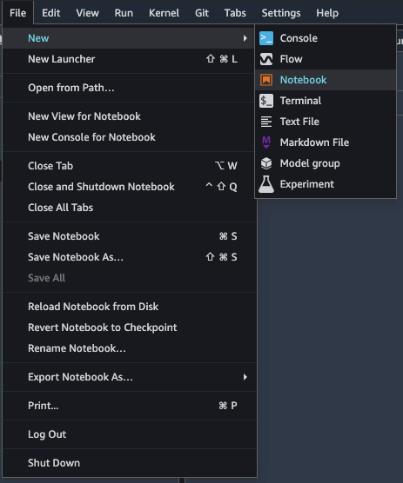 File Edit View Run Kernel Git Tabs Settings Help
New
New Launcher ⇧ ⌘ L
Open from Path…
New View for Notebook
New Console for Notebook
Close Tab ⌥ W
Close and Shutdown Notebook ^ ⇧ Q
Close All Tabs
Save Notebook ⌘ S
Save Notebook As… ⇧ ⌘ S
Save All
Reload Notebook from Disk
Revert Notebook to Checkpoint
Rename Notebook…
Export Notebook As…
Print… ⌘ P
Log Out
Shut Down
Console
Flow
Notebook
$_ Terminal
Text File
M Markdown File
Model group
Experiment